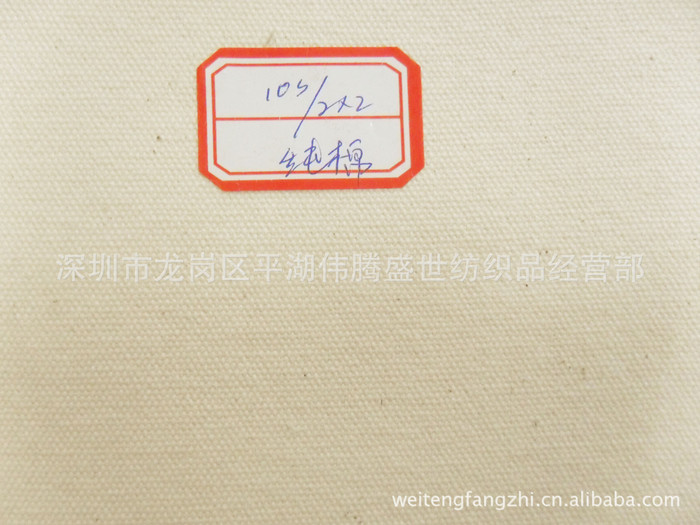 10s/2×2
纯棉
深圳市龙岗区平湖伟腾盛世纺织品经营部
weitengfangzhi.cn.alibaba.com